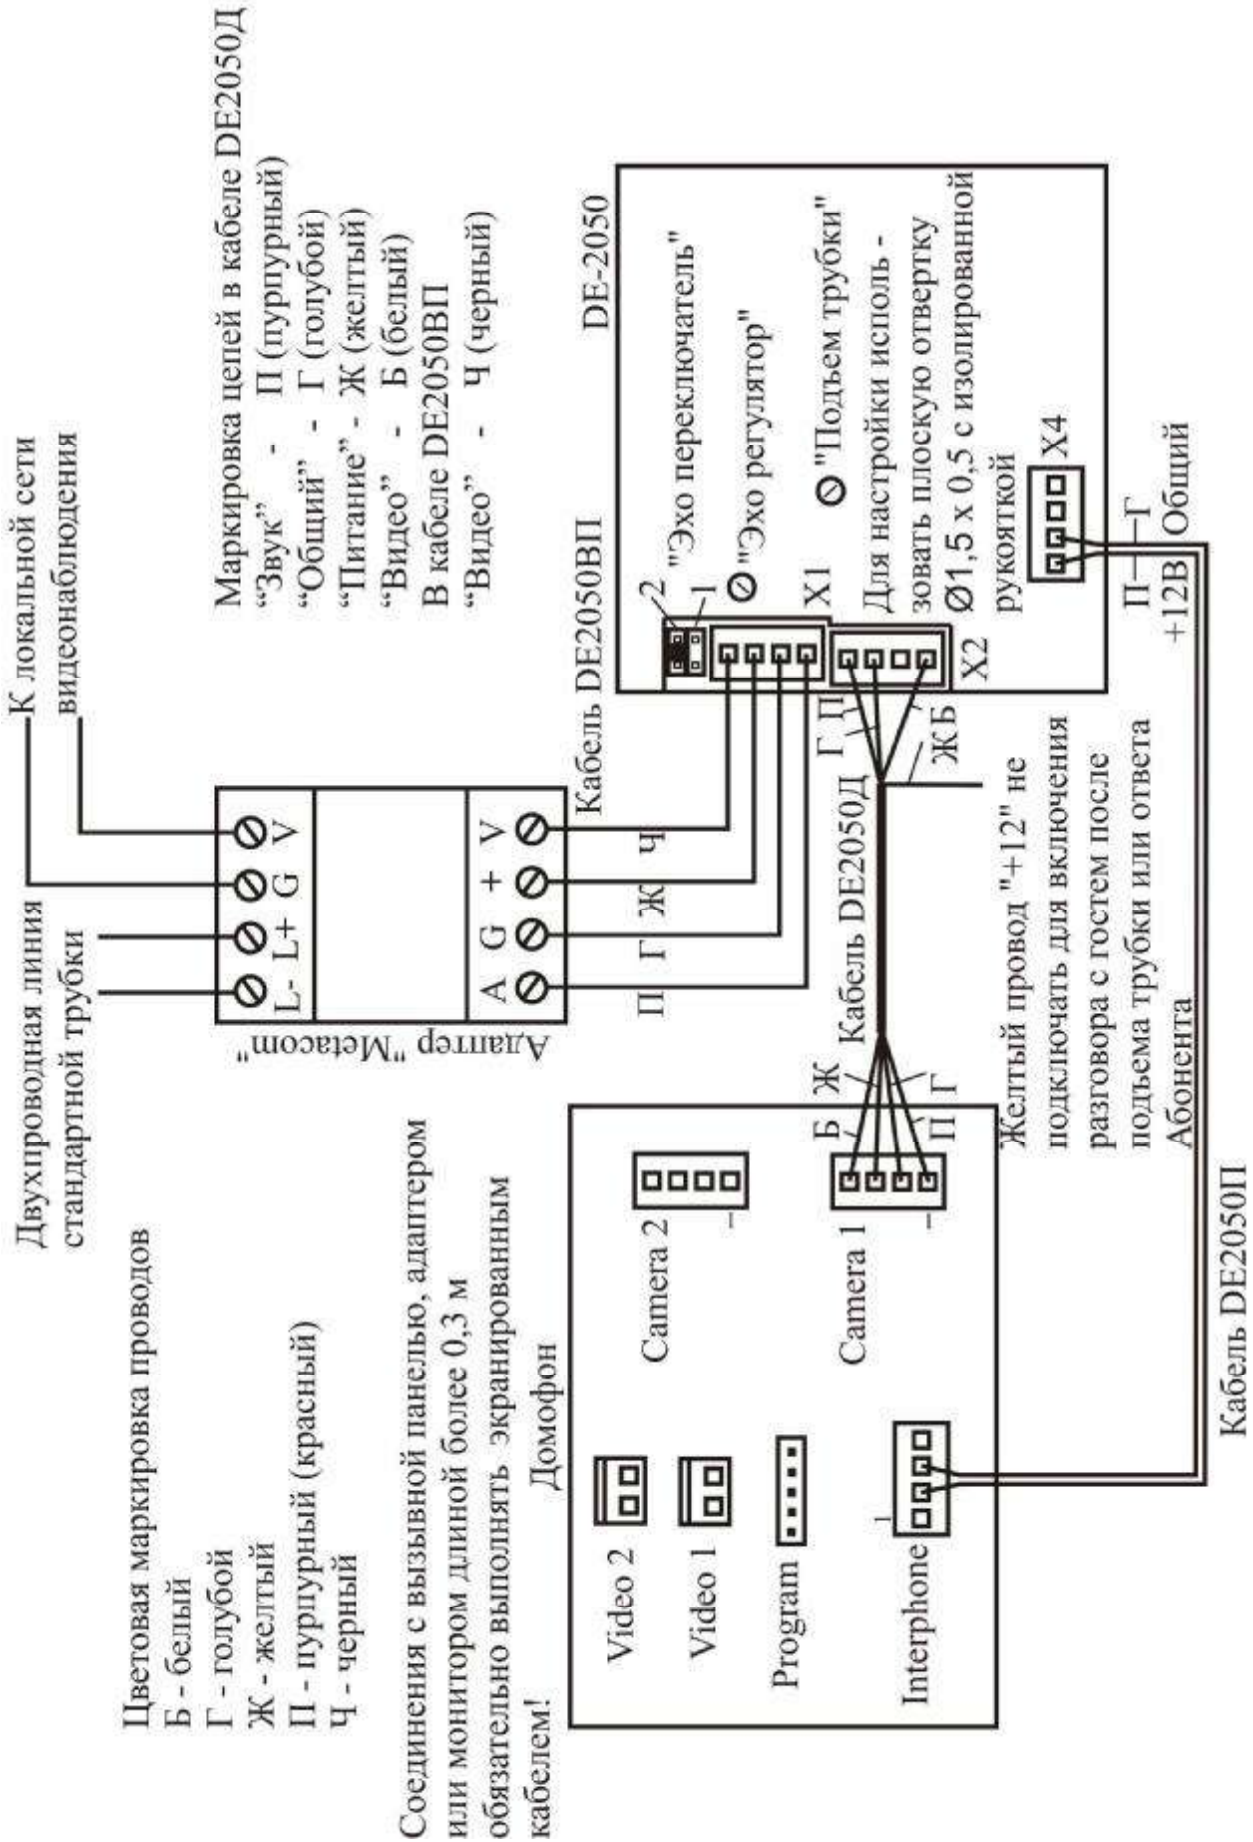 Двухпроводная линия
стандартной трубки
К локальной сети
видеонаблюдения
Цветовая маркировка проводов
Б - белый
Г - голубой
Ж - желтый
П - пурпурный (красный)
Ч - черный
Маркировка цепей в кабеле DE2050Д
“Звук” - П (пурпурный)
“Общий” - Г (голубой)
“Питание” - Ж (желтый)
“Видео” - Б (белый)
В кабеле DE2050ВП
“Видео” - Ч (черный)
L- L+ G V
Адаптер "Metacom"
A G + V
Соединения с вызывной панелью, адаптером
или монитором длиной более 0,3 м
обязательно выполнять экранированным
кабелем!
Домофон
Кабель DE2050ВП
DE-2050
П Г Ж Ч
Video 2
Video 1
Program
Interphone
1
Camera 2
–
Camera 1
–
Б Ж
П Г
Кабель DE2050Д
Г П
ЖБ
2
1
"Эхо переключатель"
"Эхо регулятор"
X1
"Подъем трубки"
Для настройки исполь -
зовать плоскую отвертку
Ø1,5 x 0,5 с изолированной
рукояткой
X2
X4
П Г
+12В Общий
Желтый провод "+12" не
подключать для включения
разговора с гостем после
подъема трубки или ответа
Абонента
Кабель DE2050П